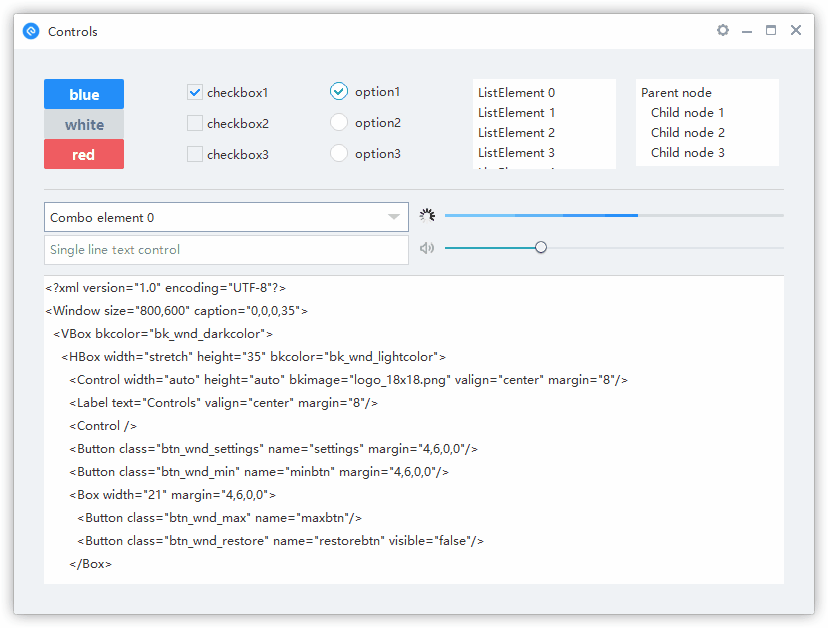 Controls
blue
white
red
checkbox1
checkbox2
checkbox3
option1
option2
option3
ListElement 0
ListElement 1
ListElement 2
ListElement 3
Parent node
Child node 1
Child node 2
Child node 3
Combo element 0
Single line text control
<?xml version="1.0" encoding="UTF-8"?>
<Window size="800,600" caption="0,0,0,35">
<VBox bkcolor="bk_wnd_darkcolor">
<HBox width="stretch" height="35" bkcolor="bk_wnd_lightcolor">
<Control width="auto" height="auto" bkimage="logo_18x18.png" valign="center" margin="8"/>
<Label text="Controls" valign="center" margin="8"/>
<Control />
<Button class="btn_wnd_settings" name="settings" margin="4,6,0,0"/>
<Button class="btn_wnd_min" name="minbtn" margin="4,6,0,0"/>
<Box width="21" margin="4,6,0,0">
<Button class="btn_wnd_max" name="maxbtn"/>
<Button class="btn_wnd_restore" name="restorebtn" visible="false"/>
</Box>